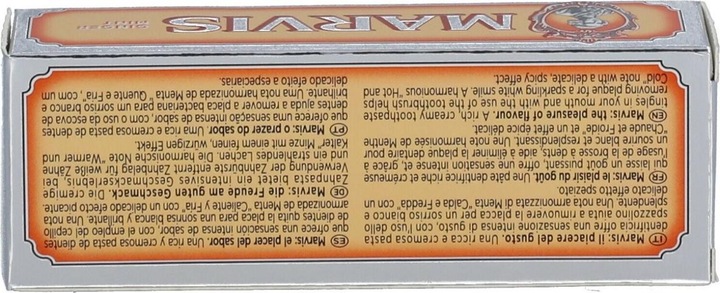 IT Marvis: Il piacere del gusto. Una ricca e cremosa pasta
dentifricia offre una sensazione intensa di gusto, con l'uso dello
spazzolino aiuta a rimuovere la placca per un sorriso bianco e
splendente. Una nota armonizzata di Menta "Calda e Fredda" con
delicato effetto speziato.
FR Marvis: le plaisir du goût. Une pâte dentifrice riche et crémeuse
qui laisse un goût puissant, offre une sensation intense et, grâce à
l'usage de la brosse à dents, aide à éliminer la plaque dentaire pour
un sourire blanc et resplendissant. Une note harmonisée de Menthe
"Chaude et Froide" et un effet épicé délicat.
EN Marvis: the pleasure of flavour. A rich, creamy toothpaste
tingles in your mouth and with the use of the toothbrush helps
removing plaque for a sparkling white smile. A harmonious "Hot and
Cold" note with a delicate, spicy effect.
ES Marvis: el placer del sabor. Una rica y cremosa pasta de dientes
que ofrece una sensación intensa de sabor, con el empleo del cepillo
de dientes quita la placa para una sonrisa blanca y brillante. Una nota
armonizada de Menta "Caliente y Fría", con un delicado efecto picante.
DE Marvis: die Freude am guten Geschmack. Die cremige
Zahnpasta bietet ein intensives Geschmackserlebnis, bei
Verwendung der Zahnbürste entfernt Zahnbelag für weiße Zähne
und ein strahlendes Lachen. Die harmonische Note "Warmer und
Kalter" Minze mit einem feinen, würzigen Effekt.
PT Marvis: o prazer do sabor. Uma rica e cremosa pasta de dentes
que oferece uma sensação intensa de sabor, com o uso da escova de
dentes ajuda a remover a placa bacteriana para um sorriso branco e
brilhante. Uma nota harmonizada de Menta " Quente e Fria", com um
delicado efeito a especiarias.
MARVIS
GINGER
MINT